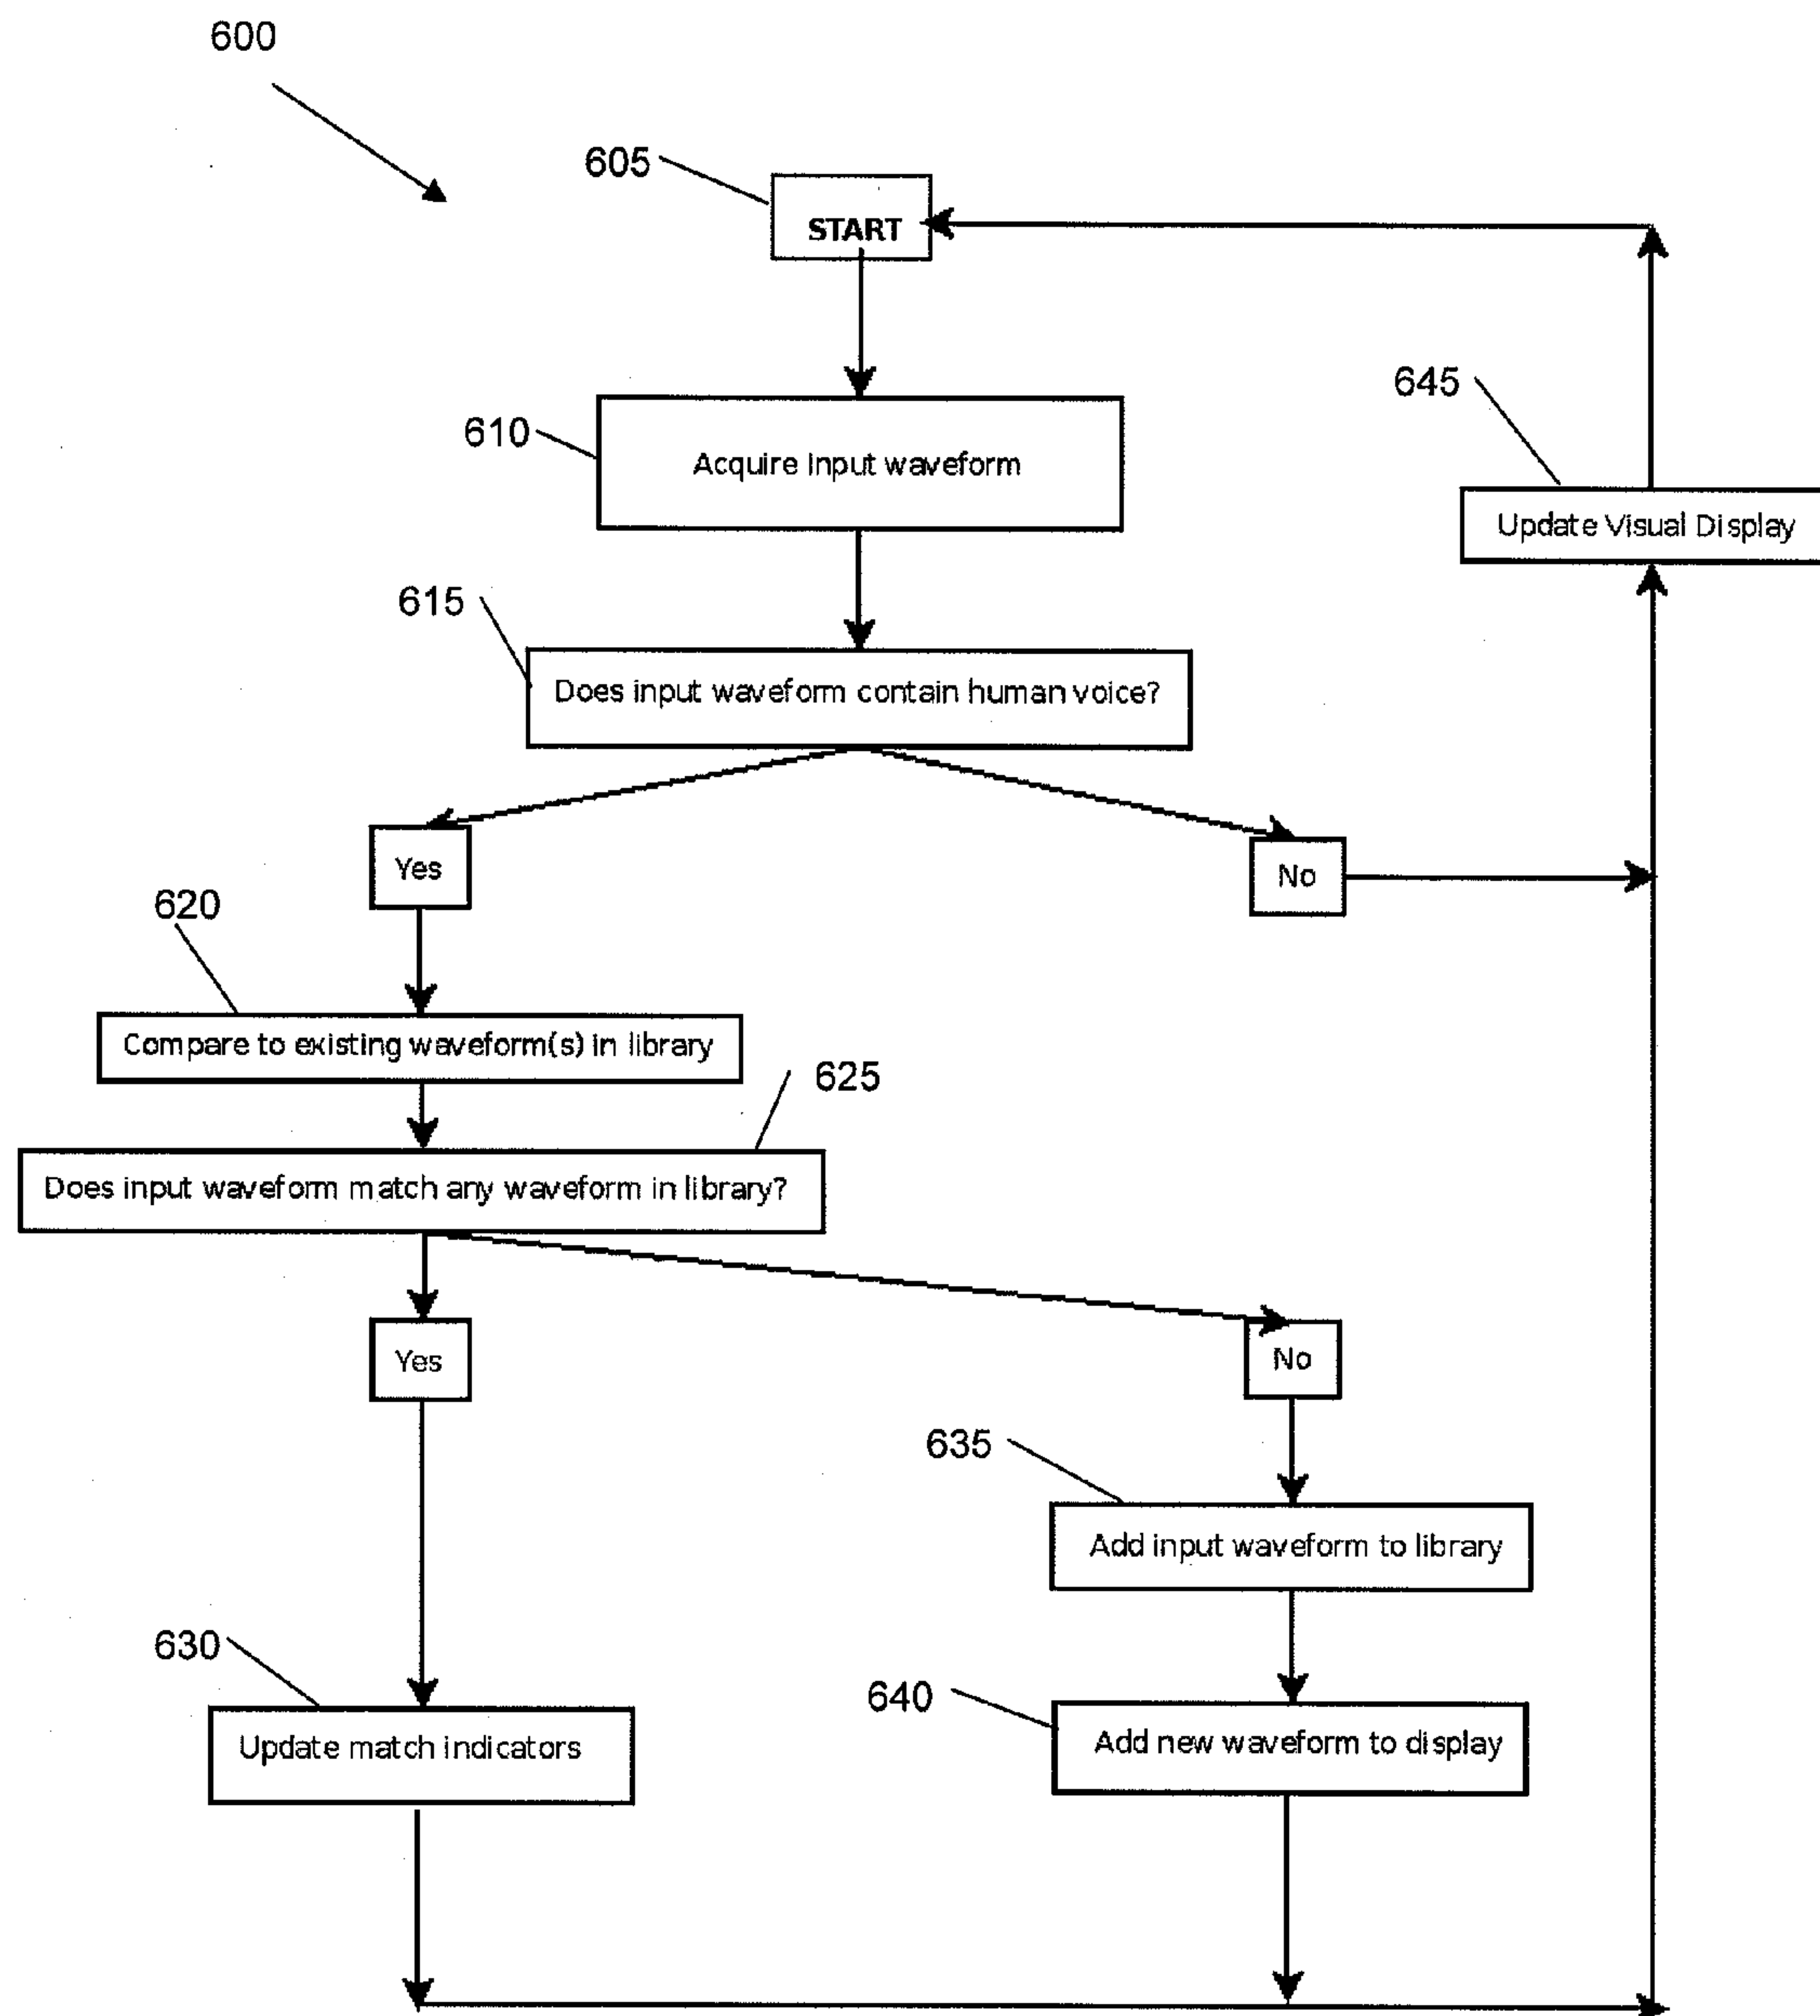 600
605
START
645
610
Acquire Input waveform
Update Visual Display
615
Does input waveform contain human voice?
Yes
No
620
Compare to existing waveform(s) in library
625
Does input waveform match any waveform in library?
Yes
No
635
Add input waveform to library
630
640
Update match indicators
Add new waveform to display